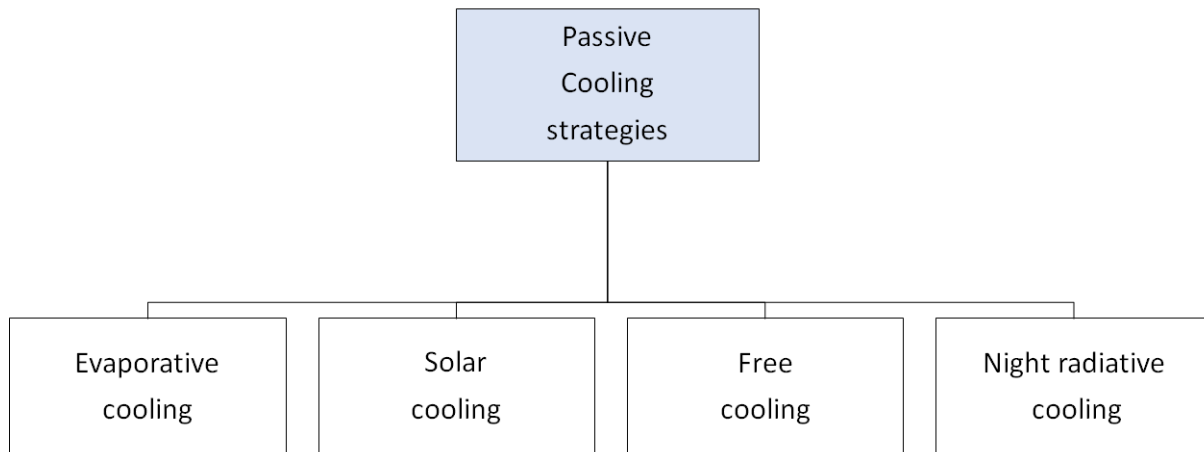 Passive
Cooling
strategies
Evaporative
cooling
Solar
cooling
Free
cooling
Night radiative
cooling